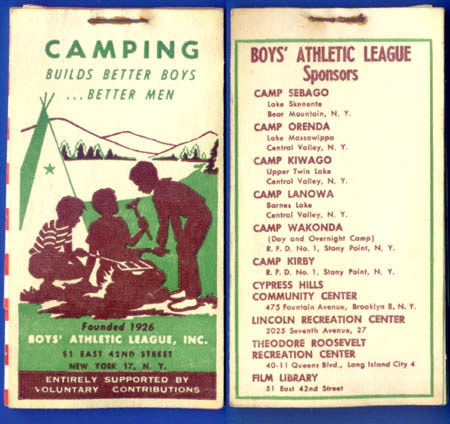 CAMPING
BUILDS BETTER BOYS
...BETTER MEN
Founded 1926
BOYS' ATHLETIC LEAGUE, INC.
51 EAST 42ND STREET
NEW YORK 17, N. Y.
ENTIRELY SUPPORTED BY
VOLUNTARY CONTRIBUTIONS
BOYS' ATHLETIC LEAGUE
Sponsors
CAMP SEBAGO
Lake Skenente
Bear Mountain, N. Y.
CAMP ORENDA
Lake Massawippa
Central Valley, N. Y.
CAMP KIWAGO
Upper Twin Lake
Central Valley, N. Y.
CAMP LANOWA
Barnes Lake
Central Valley, N. Y.
CAMP WAKONDA
(Day and Overnight Camp)
R. F. D. No. 1, Stony Point, N. Y.
CAMP KIRBY
R. F. D. No. 1, Stony Point, N. Y.
CYPRESS HILLS
COMMUNITY CENTER
475 Fountain Avenue, Brooklyn 8, N. Y.
LINCOLN RECREATION CENTER
2025 Seventh Avenue, 27
THEODORE ROOSEVELT
RECREATION CENTER
40-11 Queens Blvd., Long Island City 4
FILM LIBRARY
51 East 42nd Street